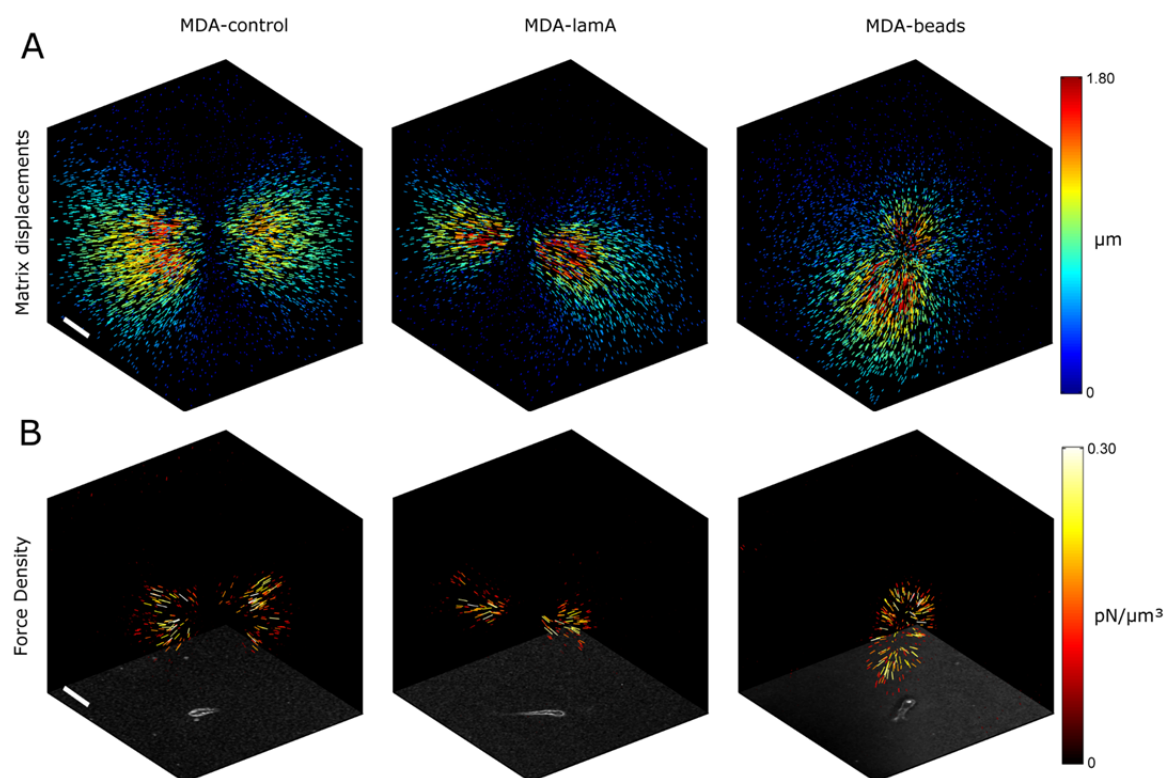 MDA-control MDA-lamA MDA-beads
A
Matrix displacements
1.80
μm
0
B
Force Density
0.30
pN/μm³
0